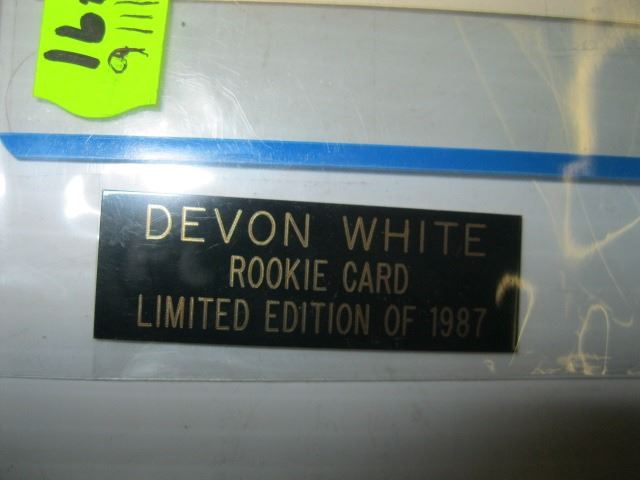 DEVON WHITE
ROOKIE CARD
LIMITED EDITION OF 1987